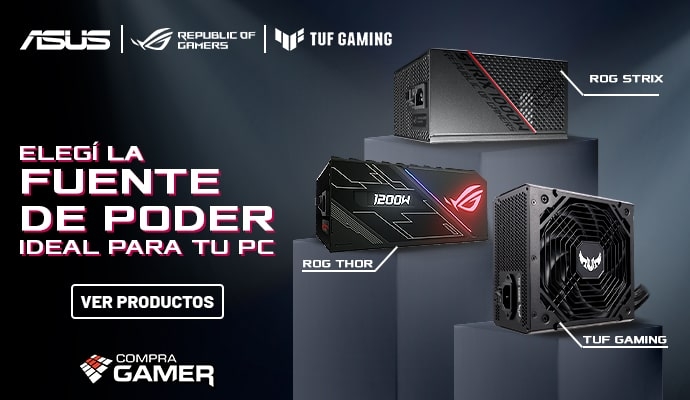 ASUS
REPUBLIC OF
GAMERS
TUF GAMING
ROG STRIX
ELEGÍ LA
FUENTE
DE PODER
IDEAL PARA TU PC
1200W
ROG THOR
VER PRODUCTOS
TUF GAMING
COMPRA
GAMER